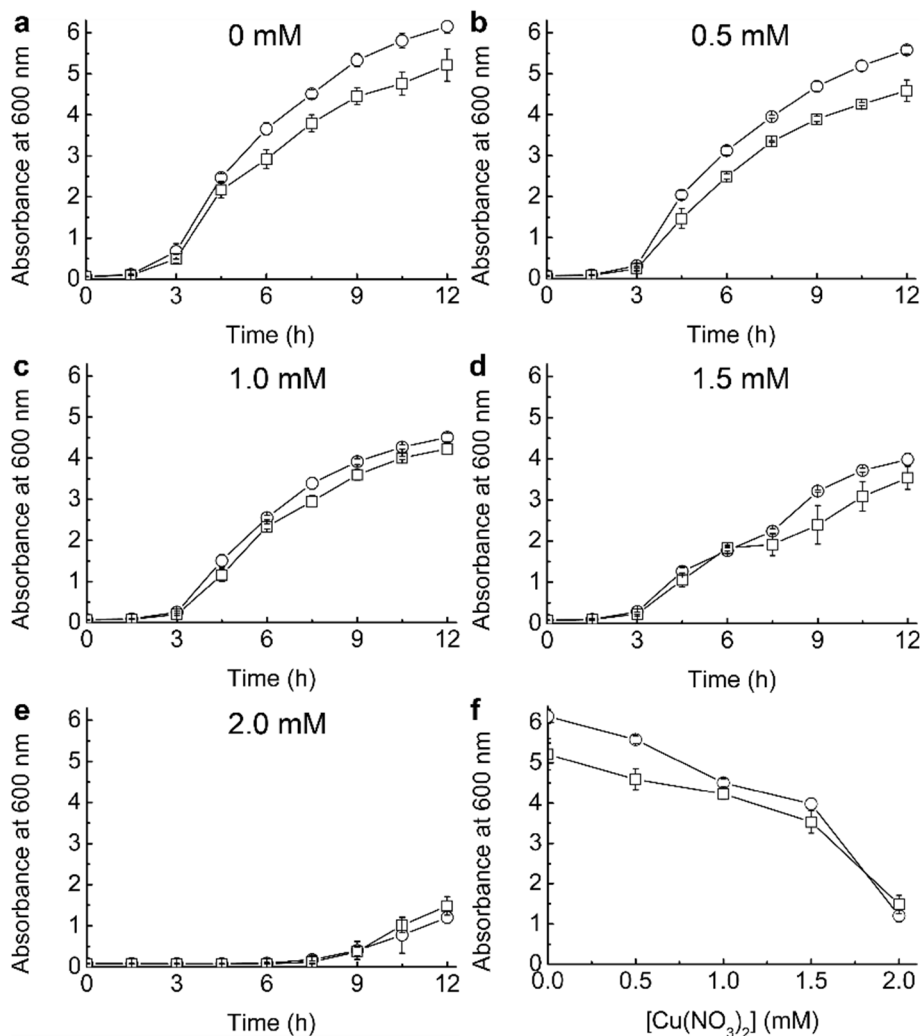 a
0 mM
Absorbance at 600 nm
6
5
4
3
2
1
0
0 3 6 9 12
Time (h)
b
0.5 mM
Absorbance at 600 nm
6
5
4
3
2
1
0
0 3 6 9 12
Time (h)
c
1.0 mM
Absorbance at 600 nm
6
5
4
3
2
1
0
0 3 6 9 12
Time (h)
d
1.5 mM
Absorbance at 600 nm
6
5
4
3
2
1
0
0 3 6 9 12
Time (h)
e
2.0 mM
Absorbance at 600 nm
6
5
4
3
2
1
0
0 3 6 9 12
Time (h)
f
Absorbance at 600 nm
6
5
4
3
2
1
0
0.0 0.5 1.0 1.5 2.0
[Cu(NO₃)₂] (mM)